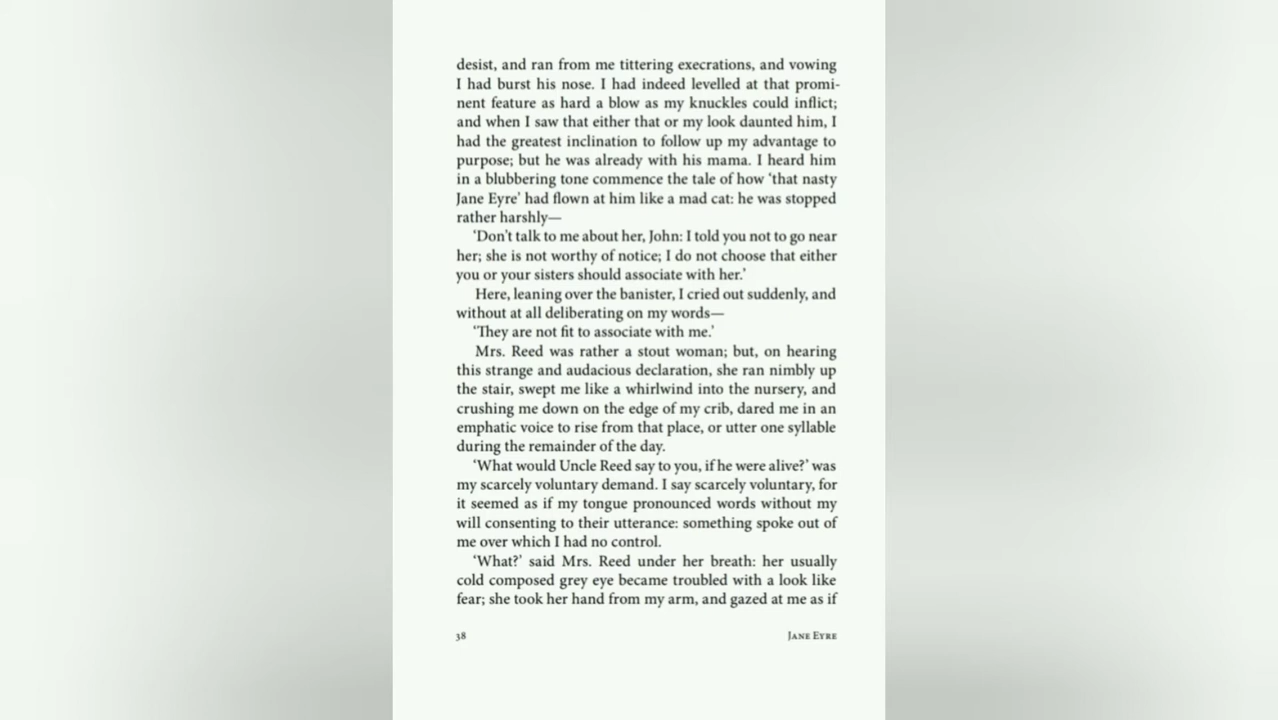 desist, and ran from me tittering execrations, and vowing
I had burst his nose. I had indeed levelled at that promi-
nent feature as hard a blow as my knuckles could inflict;
and when I saw that either that or my look daunted him, I
had the greatest inclination to follow up my advantage to
purpose; but he was already with his mama. I heard him
in a blubbering tone commence the tale of how ‘that nasty
Jane Eyre’ had flown at him like a mad cat: he was stopped
rather harshly—
‘Don’t talk to me about her, John: I told you not to go near
her; she is not worthy of notice; I do not choose that either
you or your sisters should associate with her.’
Here, leaning over the banister, I cried out suddenly, and
without at all deliberating on my words—
‘They are not fit to associate with me.’
Mrs. Reed was rather a stout woman; but, on hearing
this strange and audacious declaration, she ran nimbly up
the stair, swept me like a whirlwind into the nursery, and
crushing me down on the edge of my crib, dared me in an
emphatic voice to rise from that place, or utter one syllable
during the remainder of the day.
‘What would Uncle Reed say to you, if he were alive?’ was
my scarcely voluntary demand. I say scarcely voluntary, for
it seemed as if my tongue pronounced words without my
will consenting to their utterance: something spoke out of
me over which I had no control.
‘What?’ said Mrs. Reed under her breath: her usually
cold composed grey eye became troubled with a look like
fear; she took her hand from my arm, and gazed at me as if
38 Jane Eyre